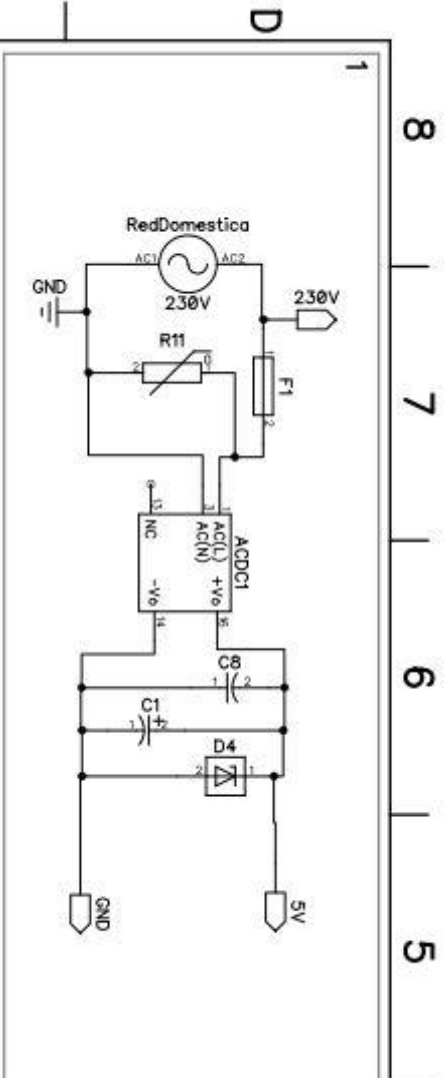 D
8
7
6
5
1
RedDomestica
AC1
AC2
230V
GND
230V
R11
2
1
F1
1
2
ACDC1
1
AC(L)
3
AC(N)
13
NC
+Vo
16
-Vo
14
C8
1
2
C1
1
+
2
D4
2
1
5V
GND